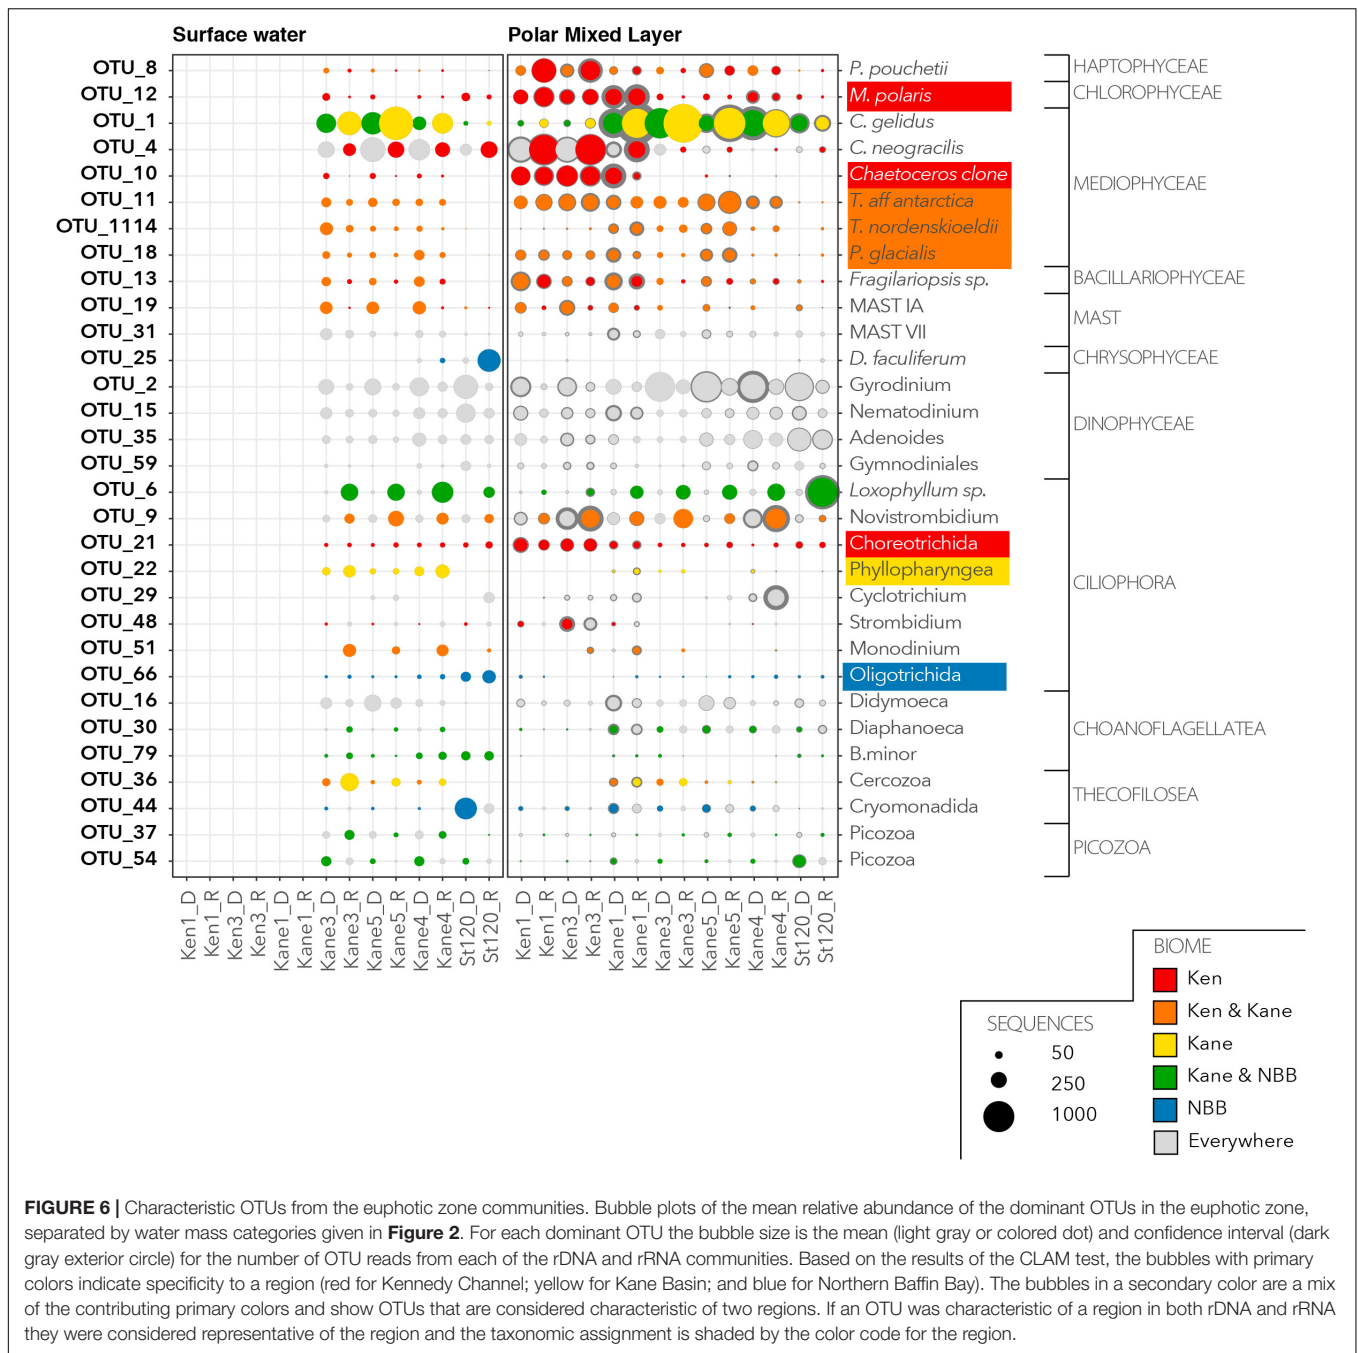 Surface water
Polar Mixed Layer
OTU_8 P. pouchetii HAPTOPHYCEAE
OTU_12 M. polaris CHLOROPHYCEAE
OTU_1 C. gelidus
OTU_4 C. neogracilis
OTU_10 Chaetoceros clone MEDIOPHYCEAE
OTU_11 T. aff antarctica
OTU_1114 T. nordenskioeldii
OTU_18 P. glacialis
OTU_13 Fragilariopsis sp. BACILLARIOPHYCEAE
OTU_19 MAST IA MAST
OTU_31 MAST VII
OTU_25 D. faculiferum CHRYSOPHYCEAE
OTU_2 Gyrodinium
OTU_15 Nematodinium DINOPHYCEAE
OTU_35 Adenoides
OTU_59 Gymnodiniales
OTU_6 Loxophyllum sp.
OTU_9 Novistrombidium
OTU_21 Choreotrichida
OTU_22 Phyllopharyngea CILIOPHORA
OTU_29 Cyclotrichium
OTU_48 Strombidium
OTU_51 Monodinium
OTU_66 Oligotrichida
OTU_16 Didymoeca
OTU_30 Diaphanoeca CHOANOFLAGELLATEA
OTU_79 B.minor
OTU_36 Cercozoa THECOFILOSEA
OTU_44 Cryomonadida
OTU_37 Picozoa PICOZOA
OTU_54 Picozoa
Ken1_D
Ken1_R
Ken3_D
Ken3_R
Kane1_D
Kane1_R
Kane3_D
Kane3_R
Kane5_D
Kane5_R
Kane4_D
Kane4_R
St120_D
St120_R
Ken1_D
Ken1_R
Ken3_D
Ken3_R
Kane1_D
Kane1_R
Kane3_D
Kane3_R
Kane5_D
Kane5_R
Kane4_D
Kane4_R
St120_D
St120_R
SEQUENCES
50
250
1000
BIOME
Ken
Ken & Kane
Kane
Kane & NBB
NBB
Everywhere
FIGURE 6 | Characteristic OTUs from the euphotic zone communities. Bubble plots of the mean relative abundance of the dominant OTUs in the euphotic zone,
separated by water mass categories given in Figure 2. For each dominant OTU the bubble size is the mean (light gray or colored dot) and confidence interval (dark
gray exterior circle) for the number of OTU reads from each of the rDNA and rRNA communities. Based on the results of the CLAM test, the bubbles with primary
colors indicate specificity to a region (red for Kennedy Channel; yellow for Kane Basin; and blue for Northern Baffin Bay). The bubbles in a secondary color are a mix
of the contributing primary colors and show OTUs that are considered characteristic of two regions. If an OTU was characteristic of a region in both rDNA and rRNA
they were considered representative of the region and the taxonomic assignment is shaded by the color code for the region.